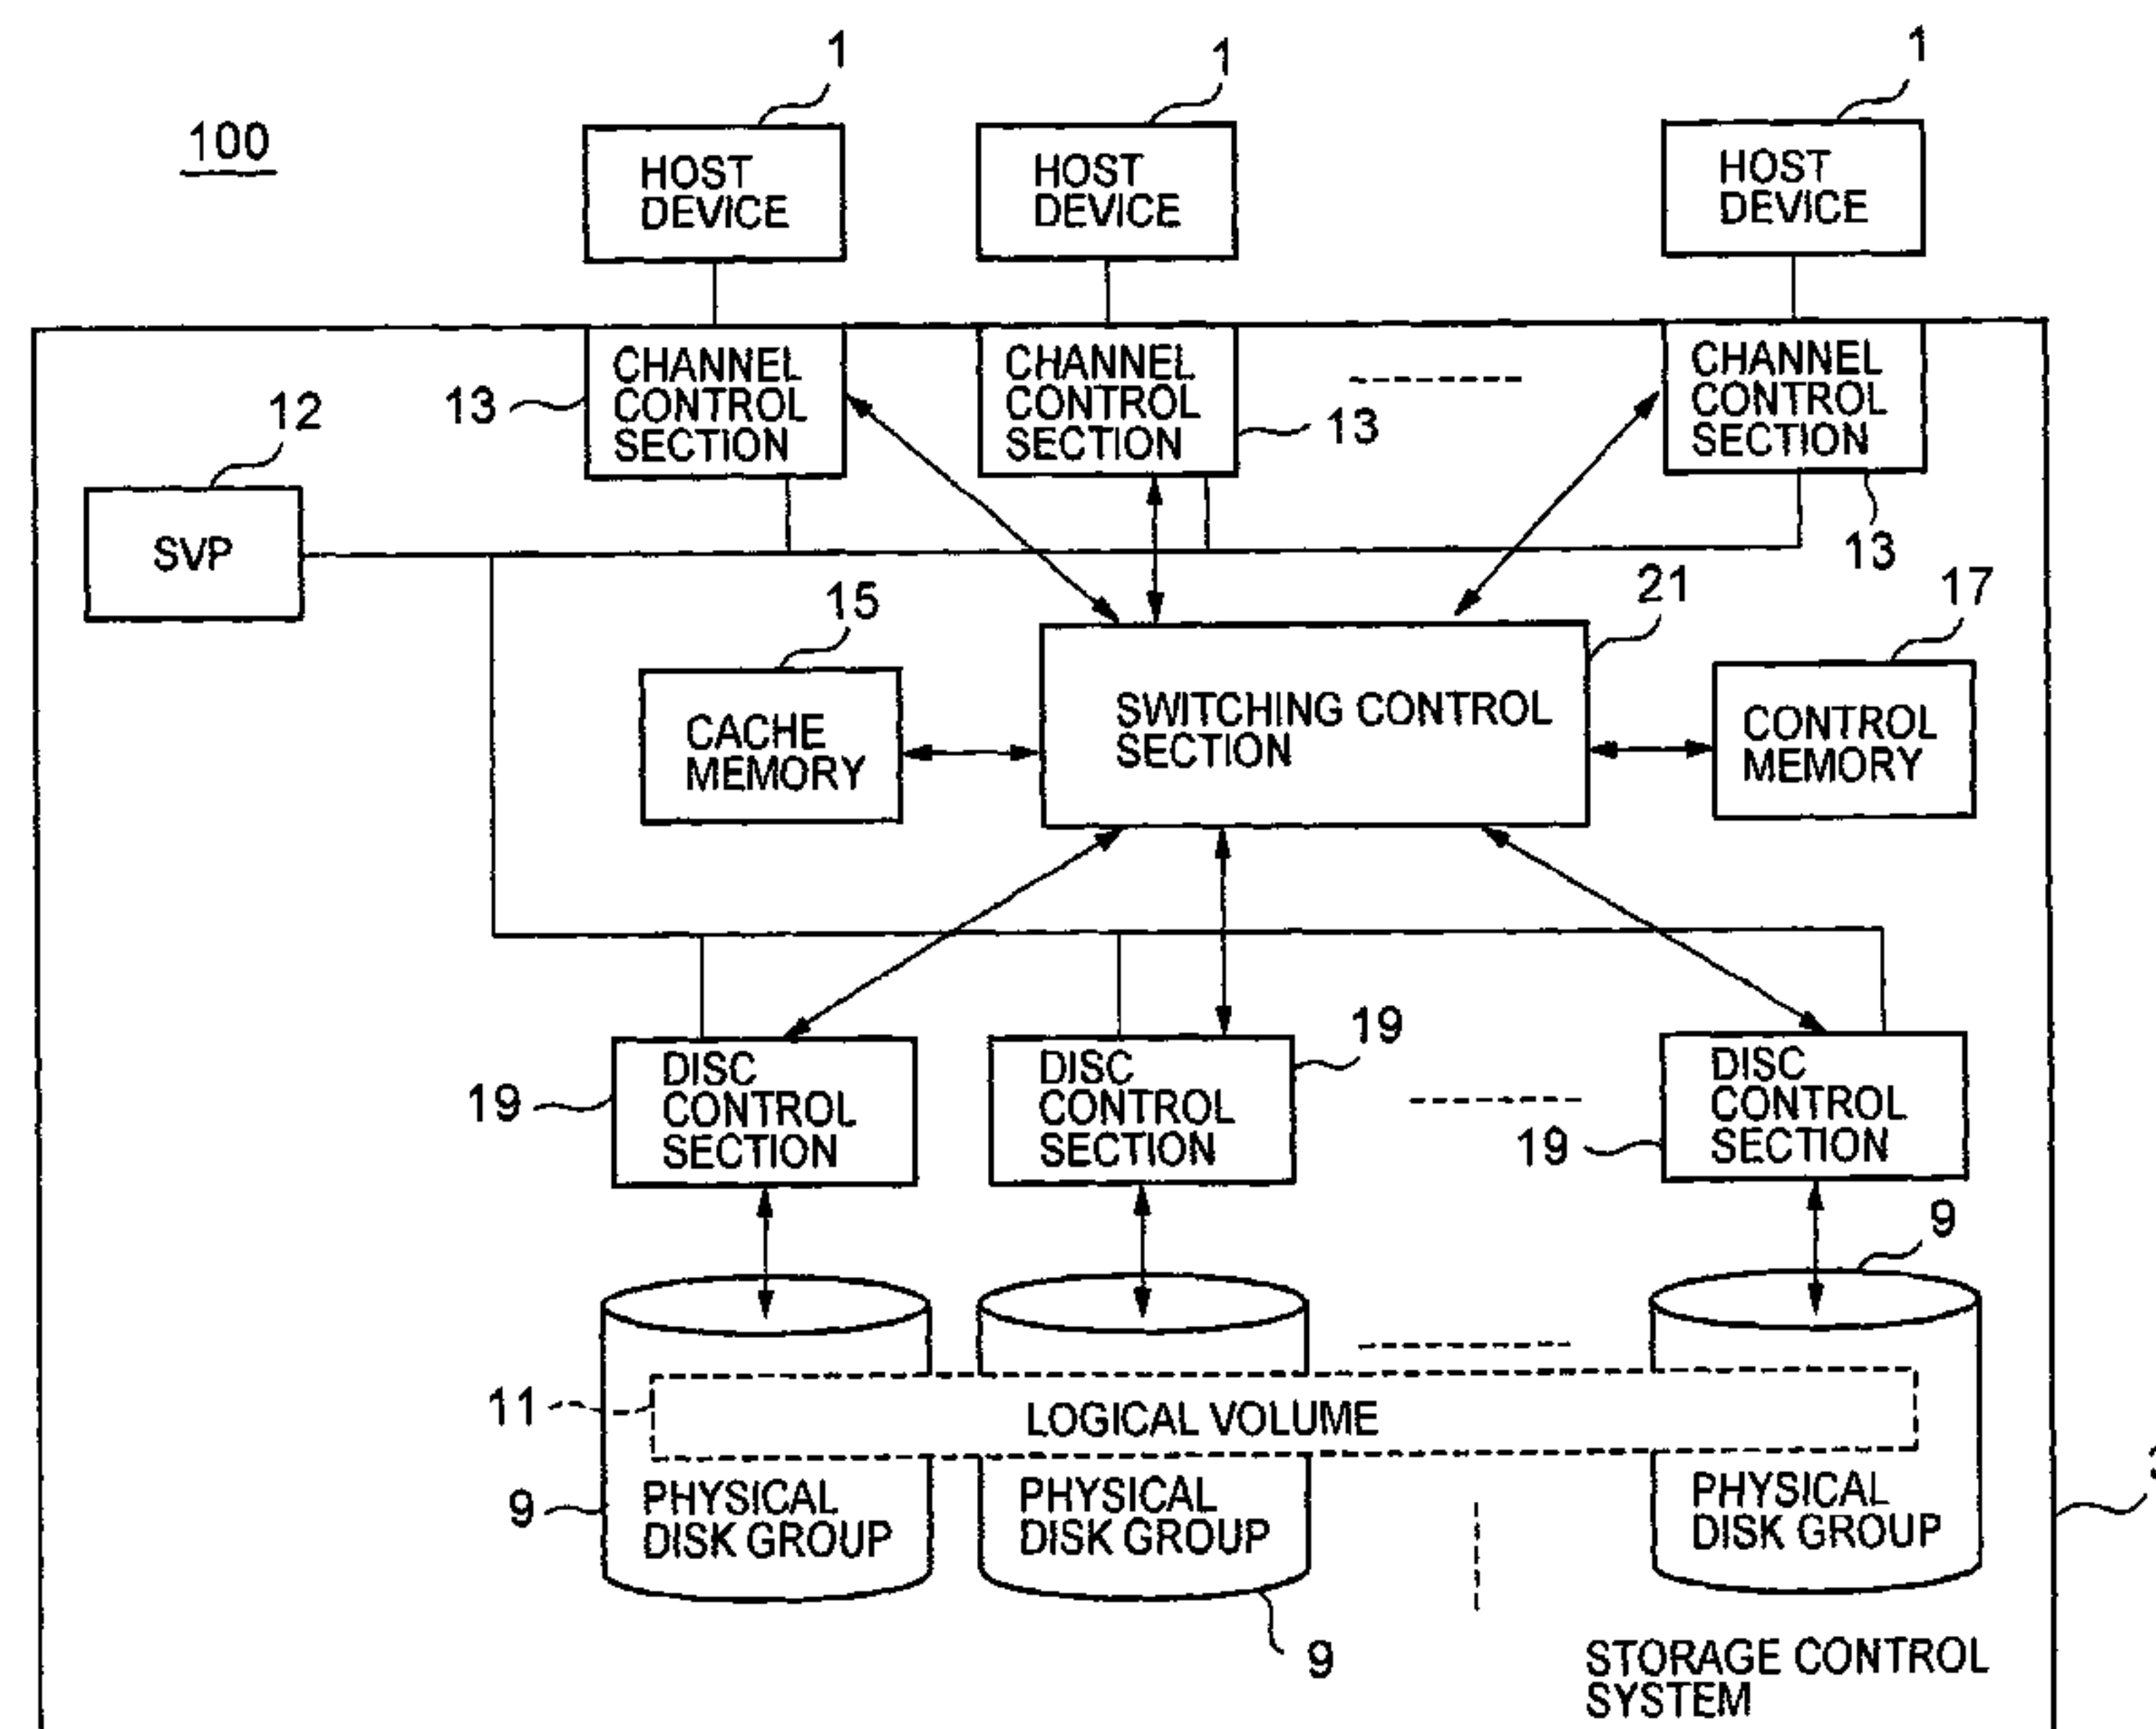 1
1
1
100
HOST
DEVICE
HOST
DEVICE
HOST
DEVICE
CHANNEL
CONTROL
SECTION
CHANNEL
CONTROL
SECTION
CHANNEL
CONTROL
SECTION
13
13
13
12
SVP
15
21
17
CACHE
MEMORY
SWITCHING CONTROL
SECTION
CONTROL
MEMORY
19
DISC
CONTROL
SECTION
DISC
CONTROL
SECTION
19
19
DISC
CONTROL
SECTION
9
11
LOGICAL VOLUME
9
PHYSICAL
DISK GROUP
PHYSICAL
DISK GROUP
PHYSICAL
DISK GROUP
9
STORAGE CONTROL
SYSTEM